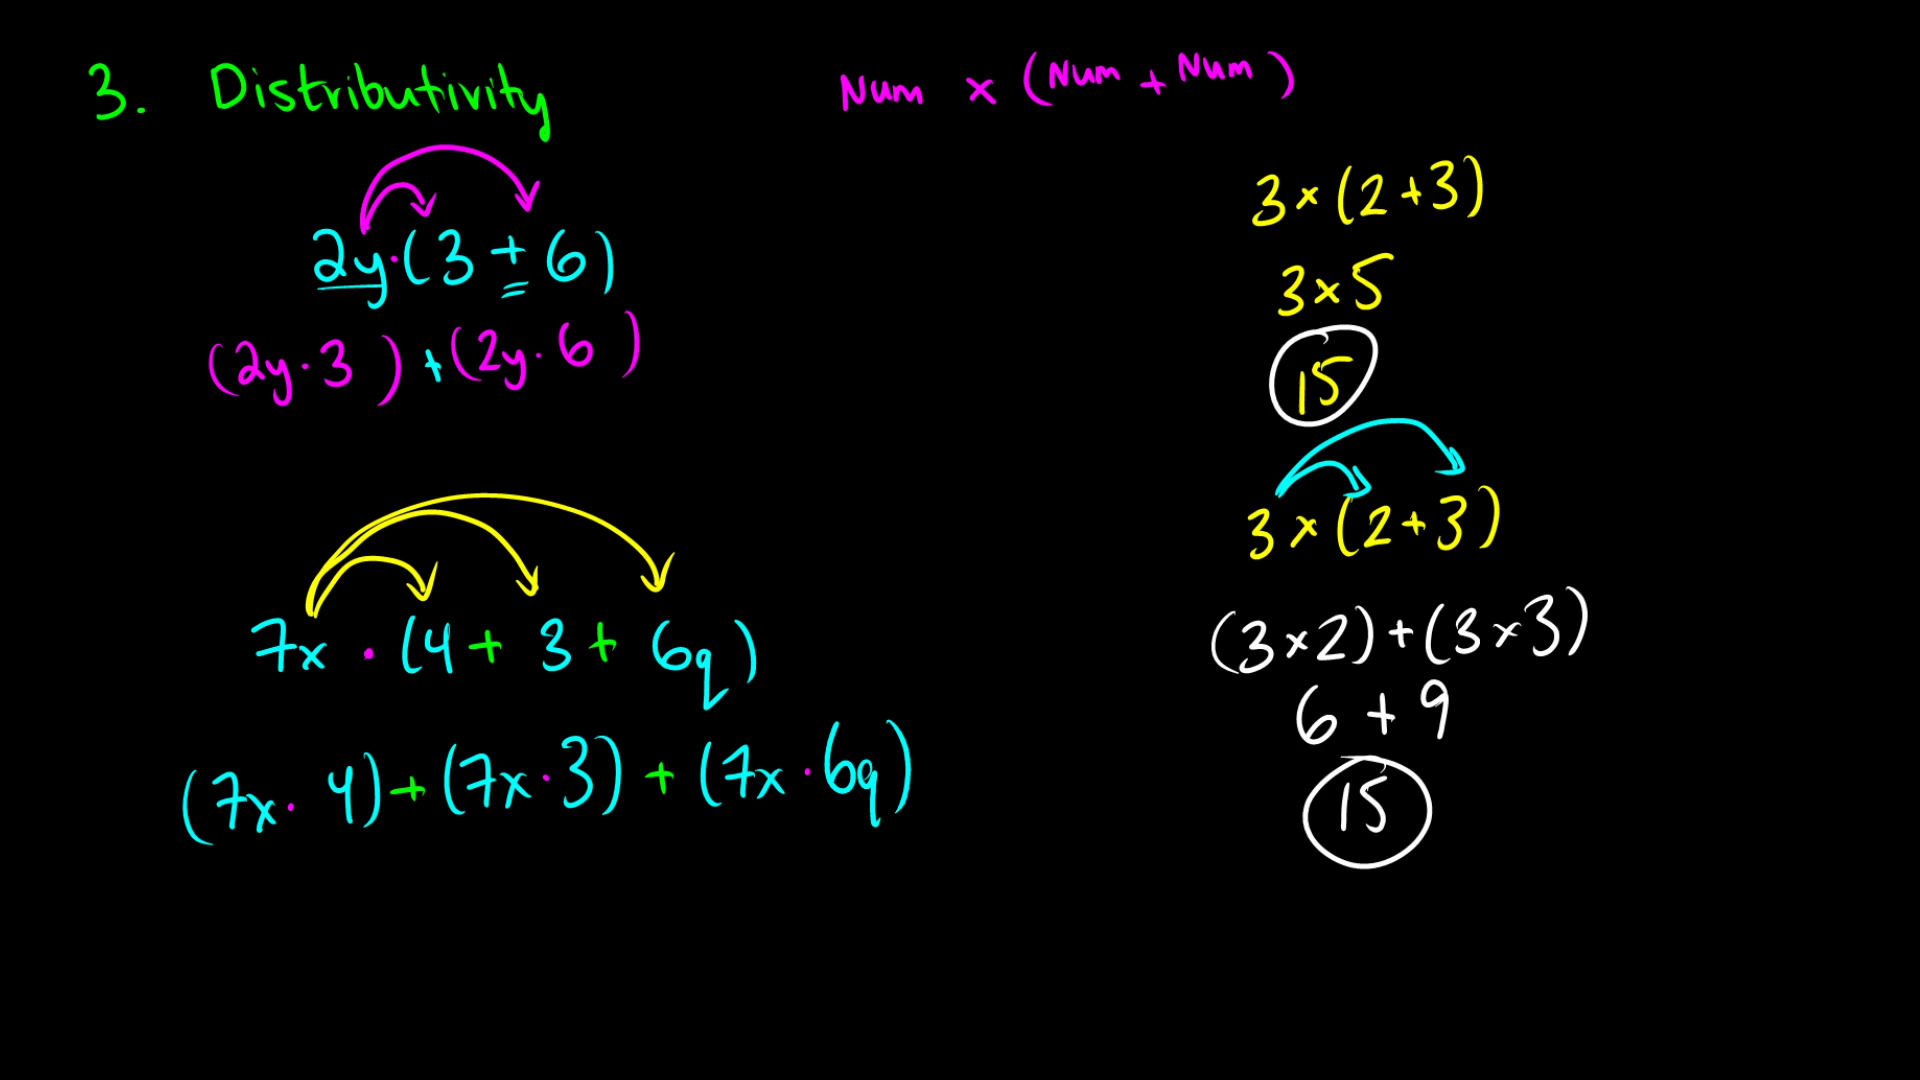 3. Distributivity
Num × (Num + Num)
2y·(3 + 6)
(2y·3) + (2y·6)
7x · (4 + 3 + 6q)
(7x· 4) + (7x·3) + (7x·6q)
3×(2+3)
3×5
15
3×(2+3)
(3×2)+(3×3)
6 + 9
15